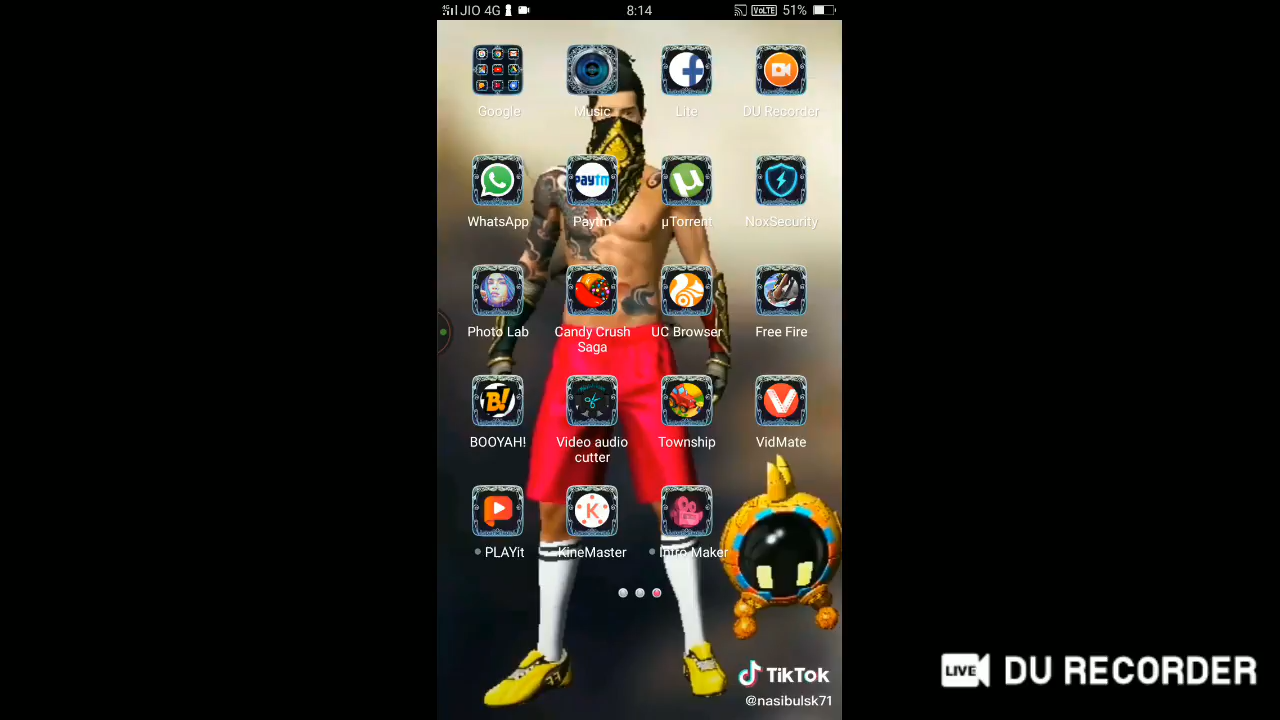 JIO 4G 8:14 VoLTE 51%
Google Music Lite DU Recorder
WhatsApp Paytm µTorrent NoxSecurity
Photo Lab Candy Crush Saga UC Browser Free Fire
BOOYAH! Video audio cutter Township VidMate
PLAYit KineMaster Intro Maker
TikTok
@nasibulsk71
LIVE DU RECORDER
paytm
µ
B!
K